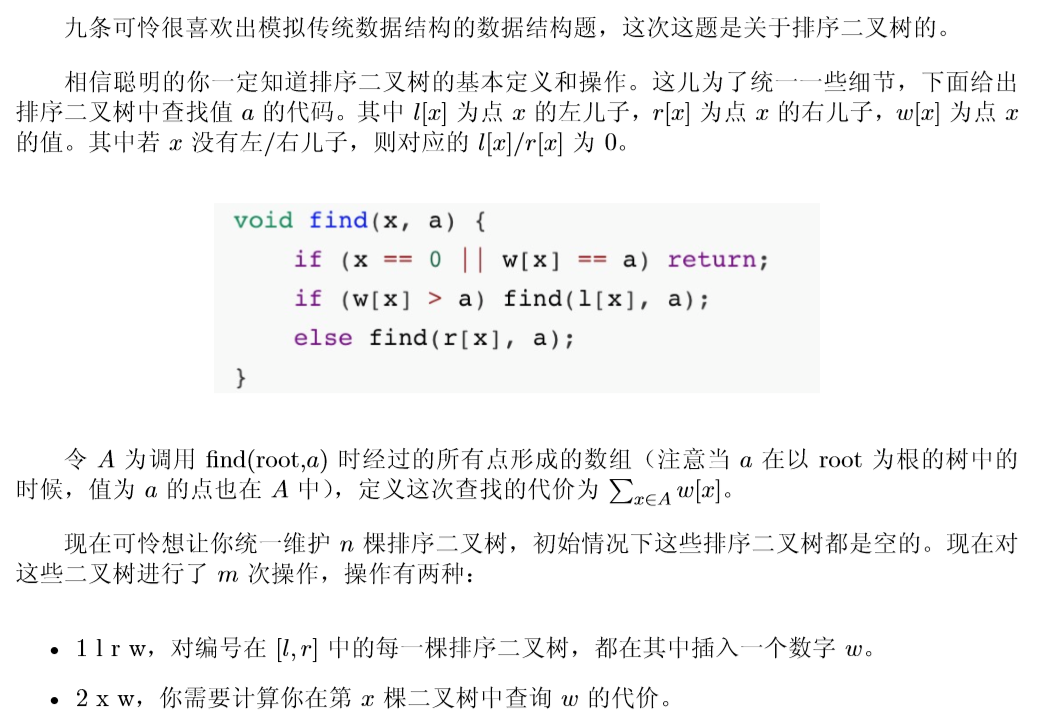 九条可怜很喜欢出模拟传统数据结构的数据结构题，这次这题是关于排序二叉树的。
相信聪明的你一定知道排序二叉树的基本定义和操作。这儿为了统一一些细节，下面给出
排序二叉树中查找值 a 的代码。其中 l[x] 为点 x 的左儿子，r[x] 为点 x 的右儿子，w[x] 为点 x
的值。其中若 x 没有左/右儿子，则对应的 l[x]/r[x] 为 0。
void find(x, a) {
if (x == 0 || w[x] == a) return;
if (w[x] > a) find(l[x], a);
else find(r[x], a);
}
令 A 为调用 find(root,a) 时经过的所有点形成的数组（注意当 a 在以 root 为根的树中的
时候，值为 a 的点也在 A 中），定义这次查找的代价为 ∑x∈A w[x]。
现在可怜想让你统一维护 n 棵排序二叉树，初始情况下这些排序二叉树都是空的。现在对
这些二叉树进行了 m 次操作，操作有两种：
• 1 l r w，对编号在 [l, r] 中的每一棵排序二叉树，都在其中插入一个数字 w。
• 2 x w，你需要计算你在第 x 棵二叉树中查询 w 的代价。